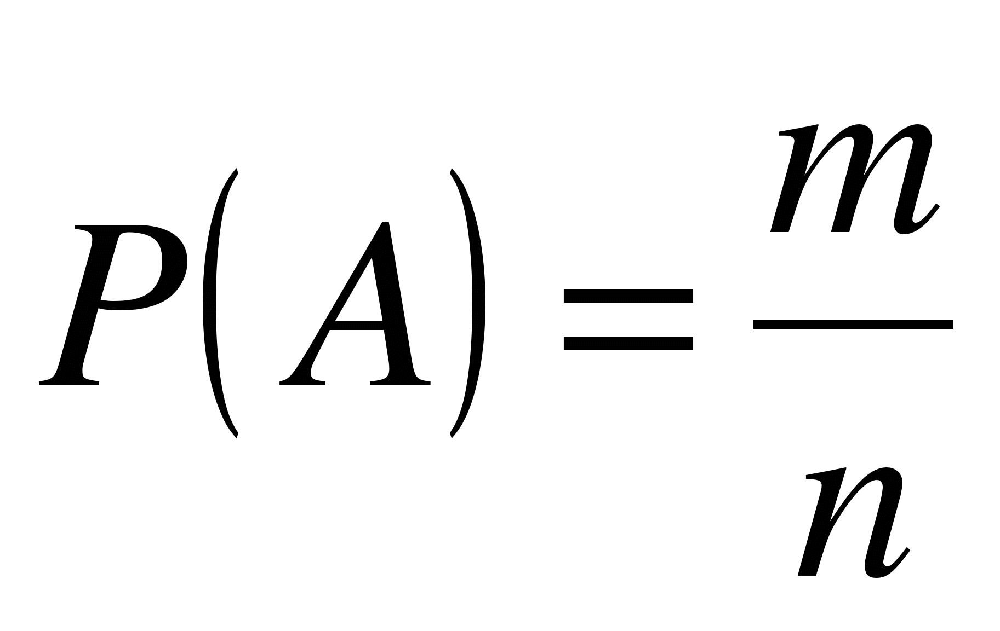 P(A) = m/n